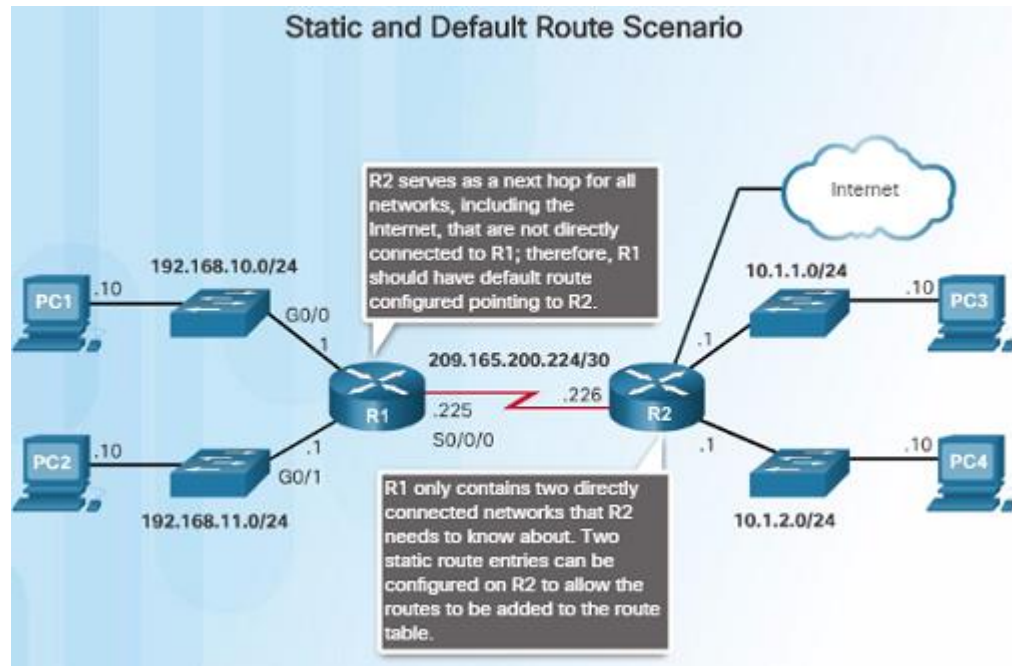 Static and Default Route Scenario
R2 serves as a next hop for all
networks, including the
Internet, that are not directly
connected to R1; therefore, R1
should have default route
configured pointing to R2.
Internet
192.168.10.0/24
10.1.1.0/24
PC1
.10
.10
PC3
G0/0
.1
.1
209.165.200.224/30
R1
.225
.226
R2
S0/0/0
PC2
.10
.1
G0/1
.1
.10
PC4
192.168.11.0/24
10.1.2.0/24
R1 only contains two directly
connected networks that R2
needs to know about. Two
static route entries can be
configured on R2 to allow the
routes to be added to the route
table.